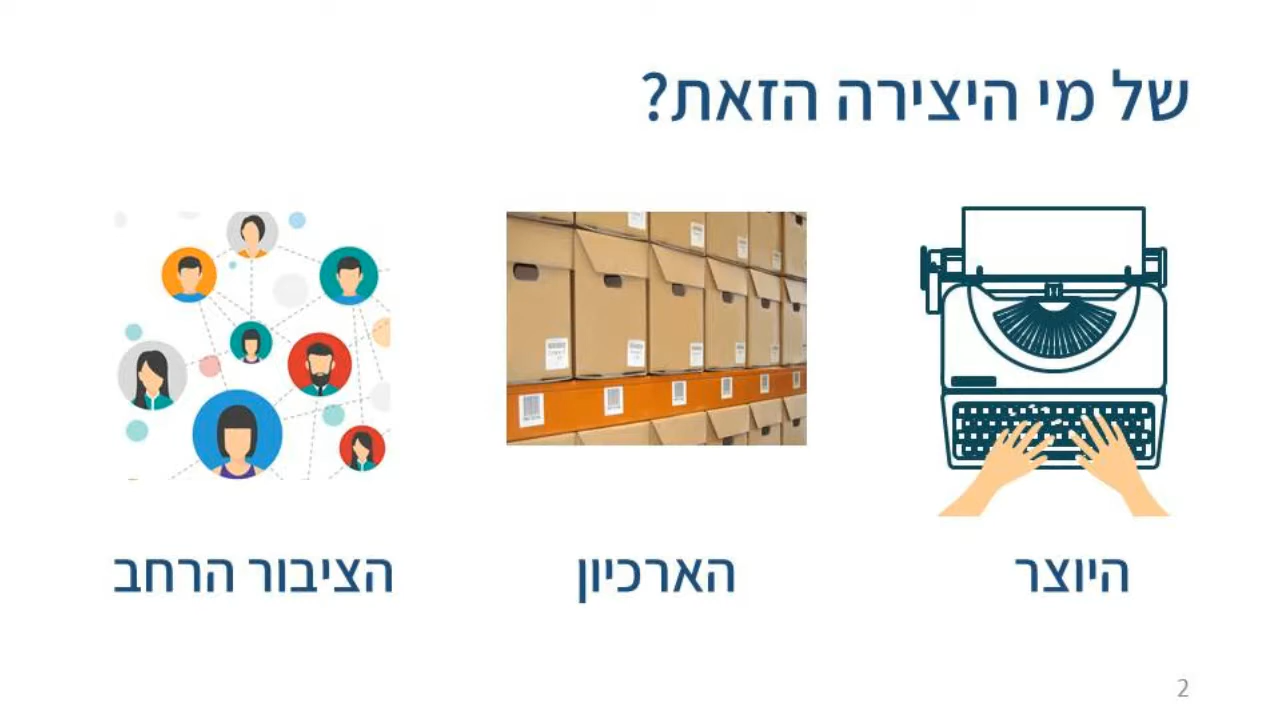 של מי היצירה הזאת?
היוצר
הארכיון
הציבור הרחב
2